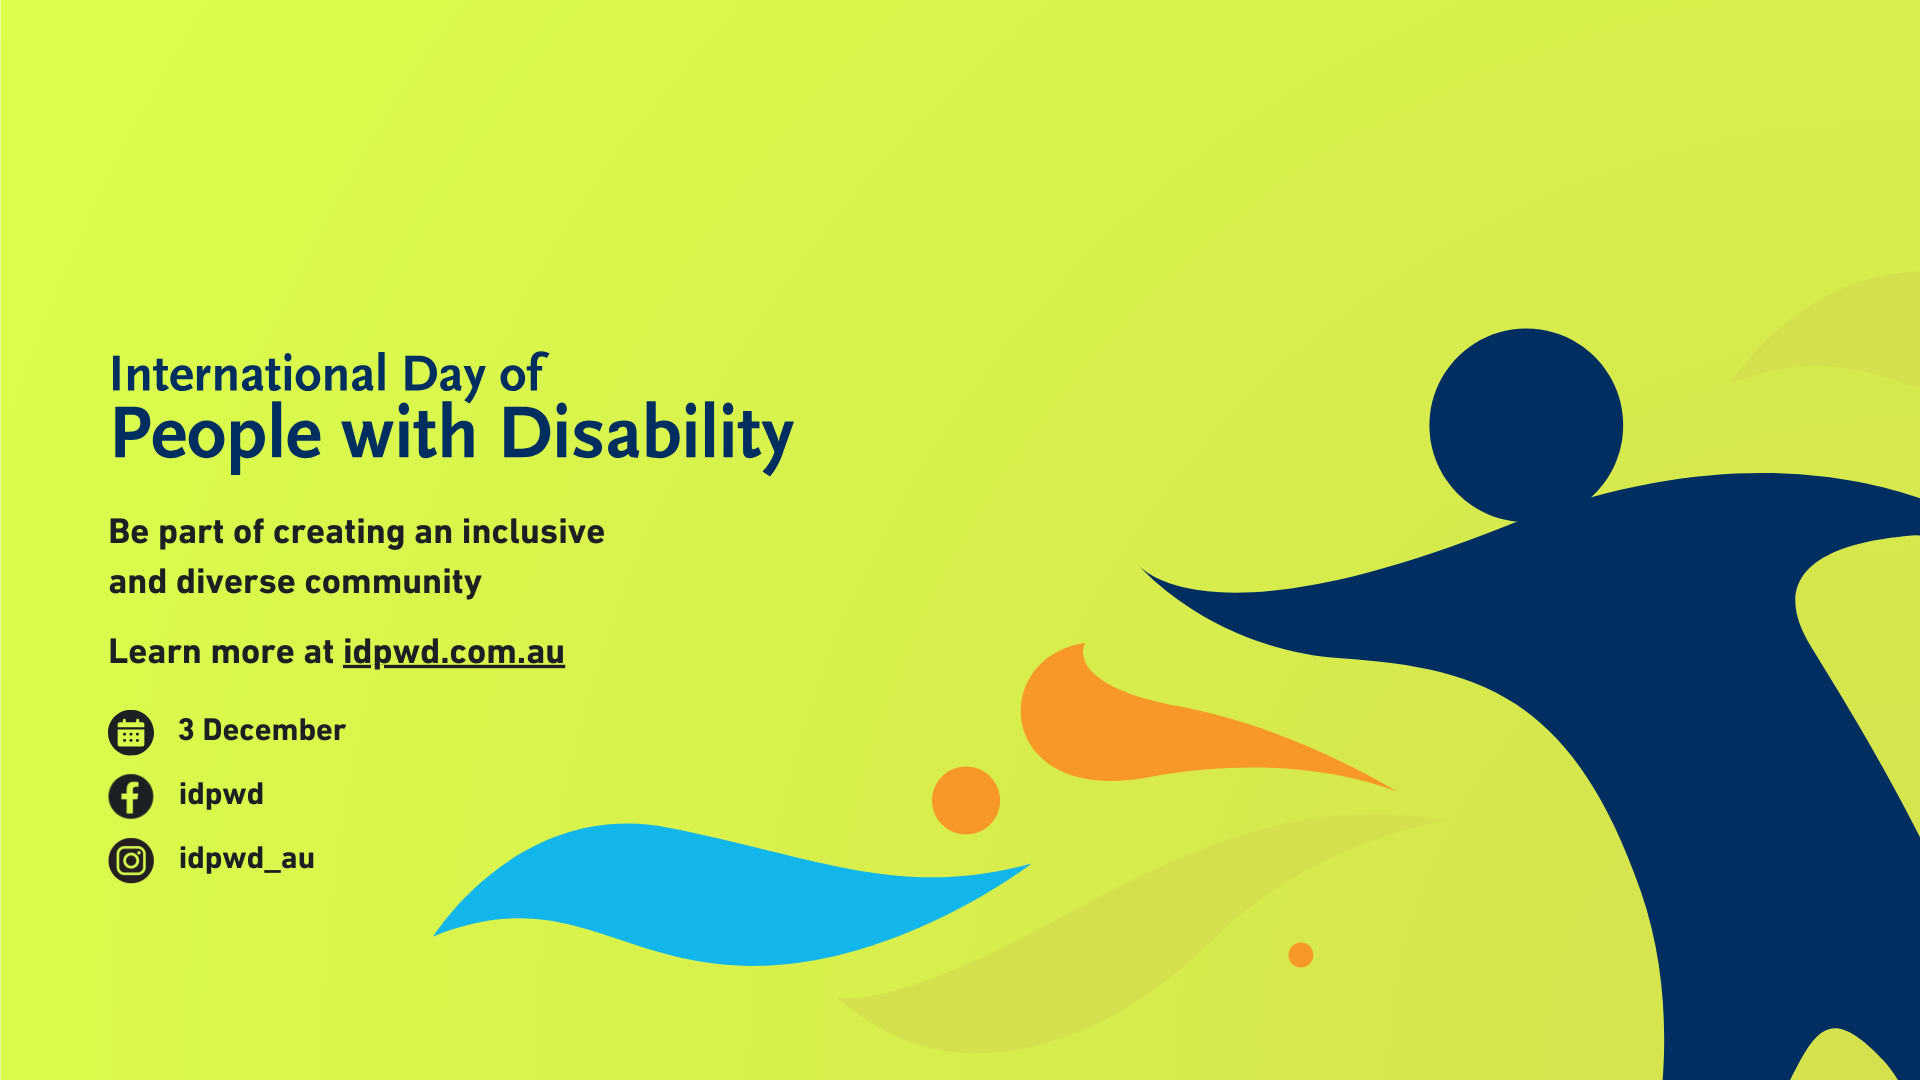 International Day of
People with Disability
Be part of creating an inclusive
and diverse community
Learn more at idpwd.com.au
3 December
idpwd
idpwd_au